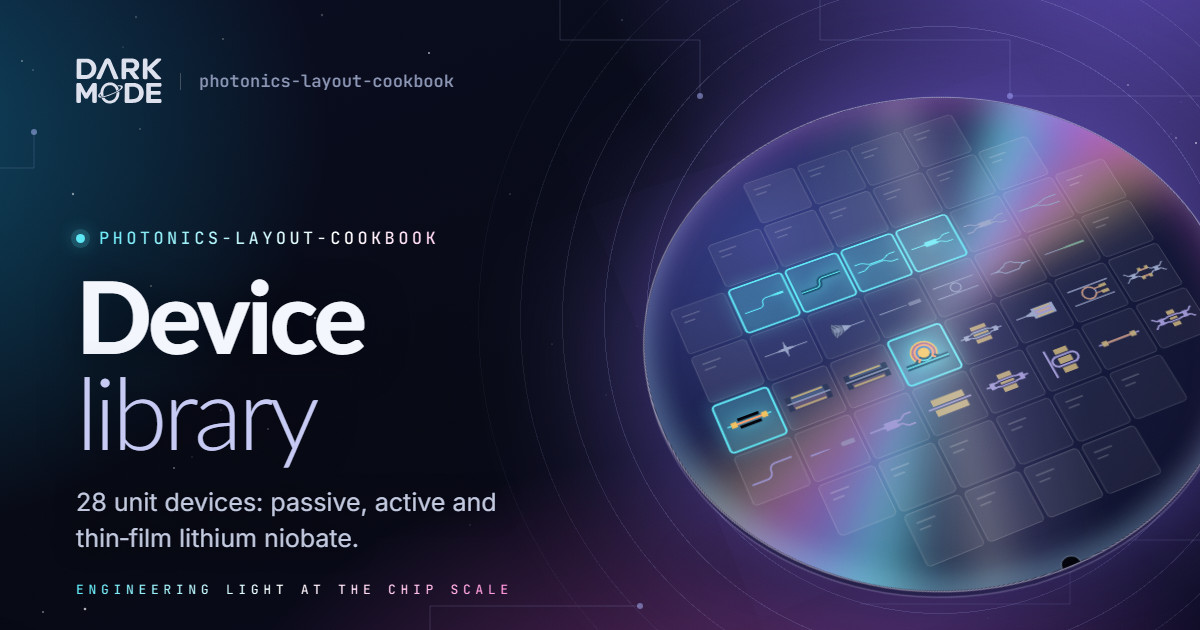 DARK
MODE
photonics-layout-cookbook
PHOTONICS-LAYOUT-COOKBOOK
Device
library
28 unit devices: passive, active and
thin-film lithium niobate.
ENGINEERING LIGHT AT THE CHIP SCALE